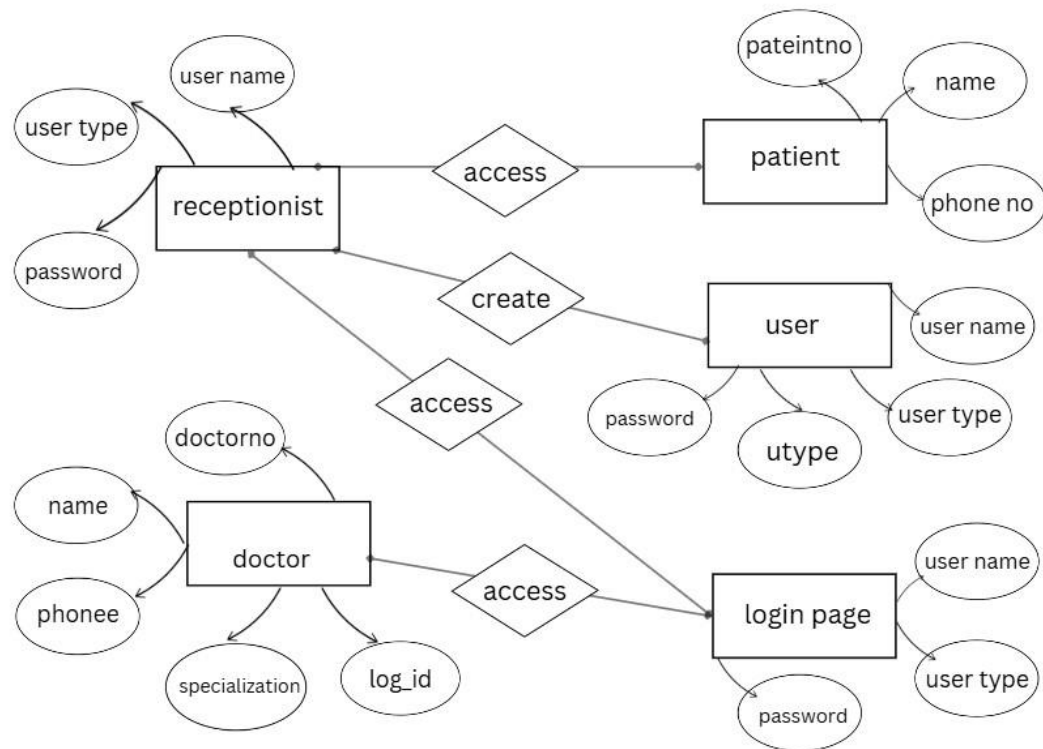 pateintno
user name
name
user type
access
patient
receptionist
phone no
password
create
user
user name
access
password
user type
doctorno
utype
name
doctor
user name
access
phonee
login page
specialization
log_id
user type
password